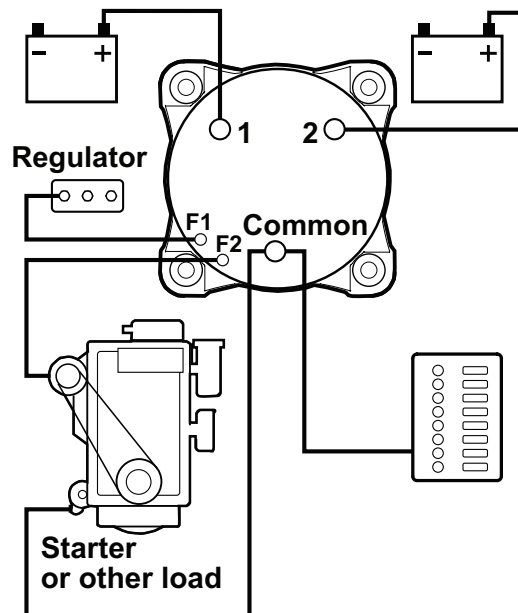 - +
- +
1 2
Regulator
F1
Common
F2
Starter
or other load